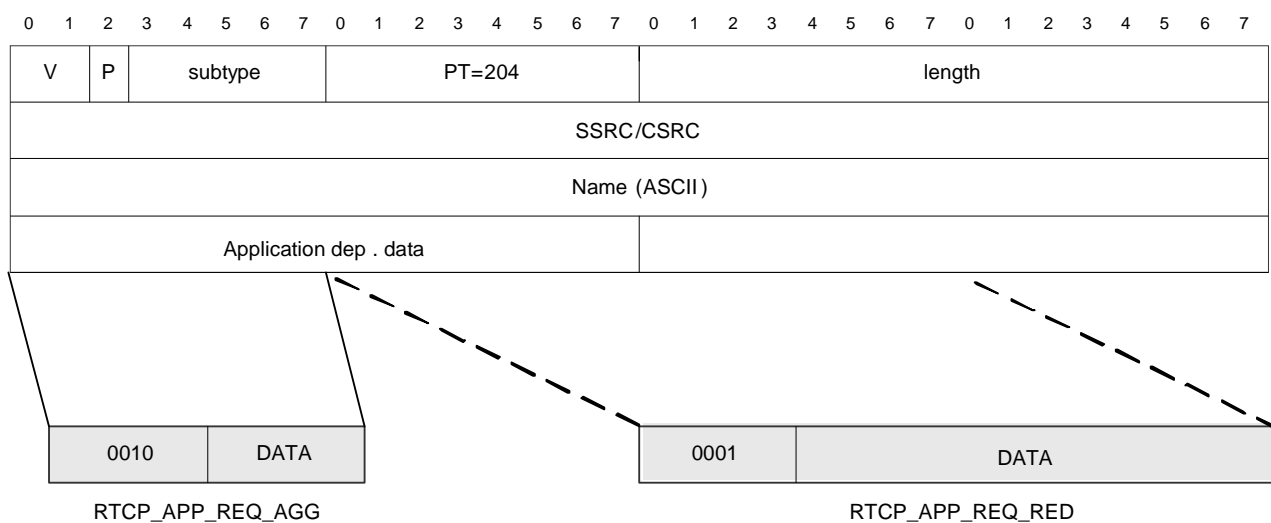 0 1 2 3 4 5 6 7 0 1 2 3 4 5 6 7 0 1 2 3 4 5 6 7 0 1 2 3 4 5 6 7
V P subtype PT=204 length
SSRC/CSRC
Name (ASCII)
Application dep . data
0010 DATA 0001 DATA
RTCP_APP_REQ_AGG RTCP_APP_REQ_RED